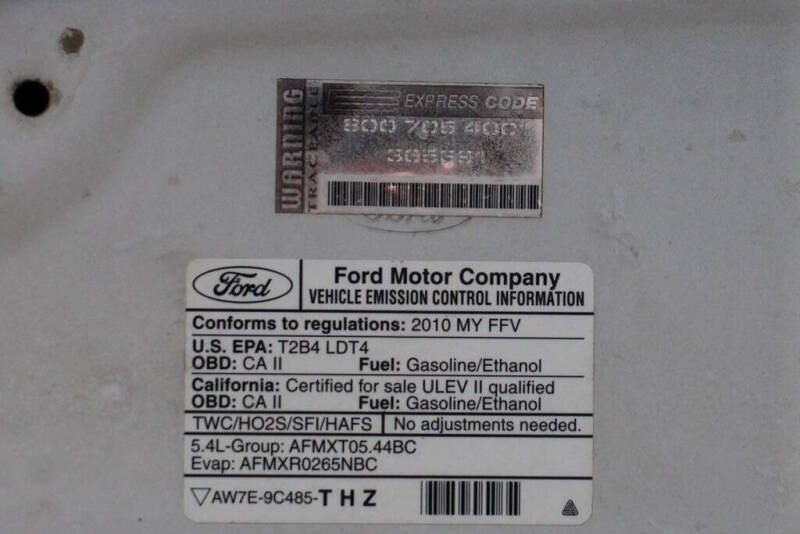 WARNING
TRACEABLE
EXPRESS CODE
800 705 4001
Ford
Ford
Ford Motor Company
VEHICLE EMISSION CONTROL INFORMATION
Conforms to regulations: 2010 MY FFV
U.S. EPA: T2B4 LDT4
OBD: CA II Fuel: Gasoline/Ethanol
California: Certified for sale ULEV II qualified
OBD: CA II Fuel: Gasoline/Ethanol
TWC/HO2S/SFI/HAFS No adjustments needed.
5.4L-Group: AFMXT05.44BC
Evap: AFMXR0265NBC
AW7E-9C485-T H Z